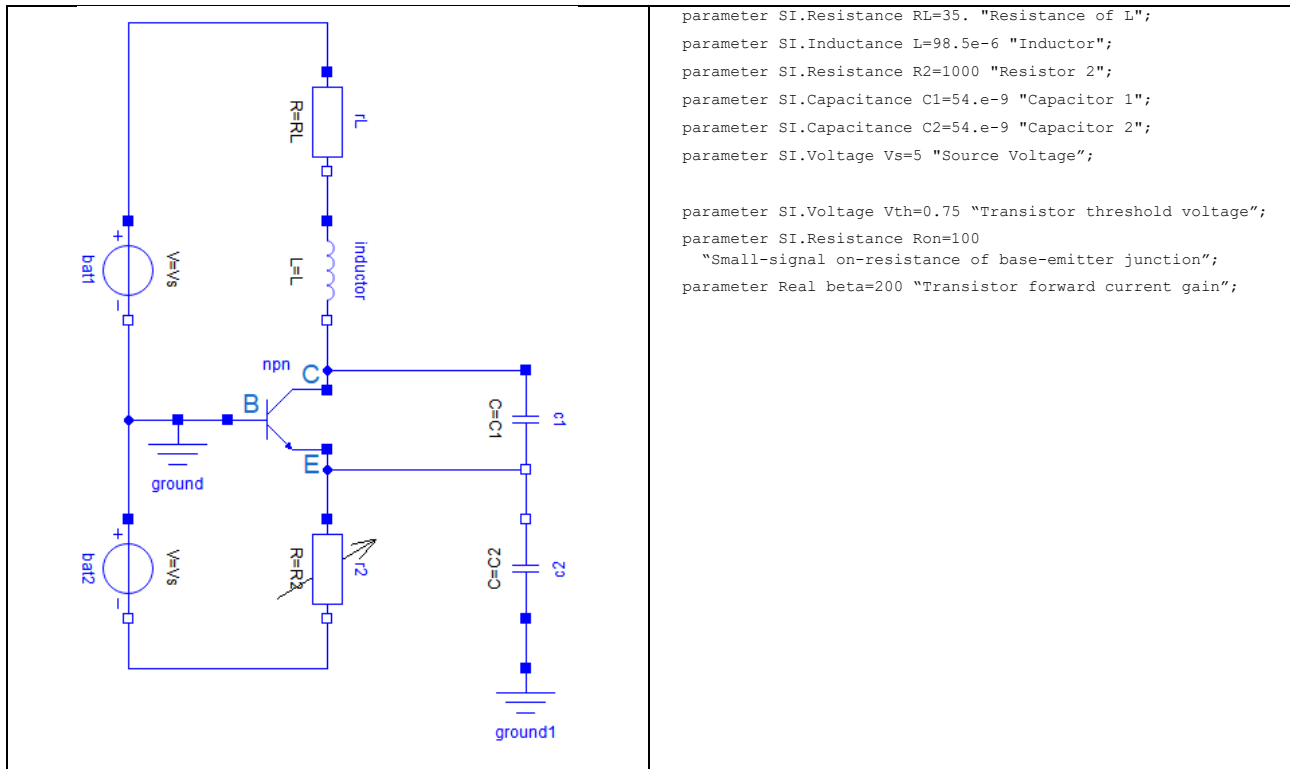 R=RL
rL
+
bat1
-
V=Vs
L=L
inductor
npn
C
B
E
C=C1
c1
ground
+
bat2
-
V=Vs
R=R2
r2
C=C2
c2
ground1
parameter SI.Resistance RL=35. "Resistance of L";
parameter SI.Inductance L=98.5e-6 "Inductor";
parameter SI.Resistance R2=1000 "Resistor 2";
parameter SI.Capacitance C1=54.e-9 "Capacitor 1";
parameter SI.Capacitance C2=54.e-9 "Capacitor 2";
parameter SI.Voltage Vs=5 "Source Voltage”;
parameter SI.Voltage Vth=0.75 “Transistor threshold voltage”;
parameter SI.Resistance Ron=100
“Small-signal on-resistance of base-emitter junction”;
parameter Real beta=200 “Transistor forward current gain”;